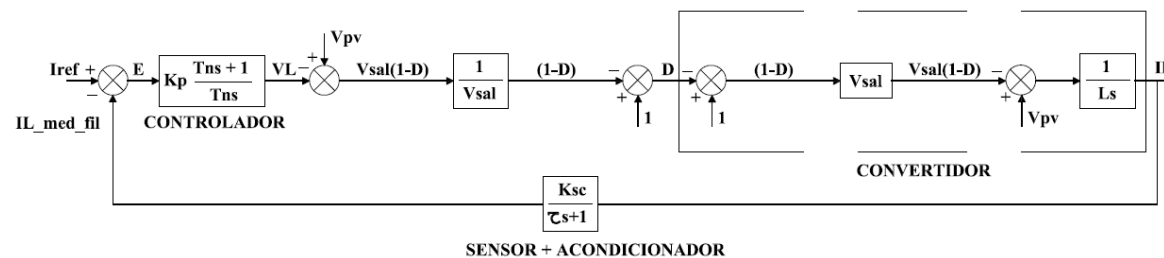 Vpv
Iref + E Kp Tns + 1 VL − + Vsal(1-D) 1 (1-D) − D − (1-D) Vsal Vsal(1-D) − 1 IL
− Tns Vsal + + + Ls
IL_med_fil CONTROLADOR 1 1 Vpv
CONVERTIDOR
Ksc
τs+1
SENSOR + ACONDICIONADOR